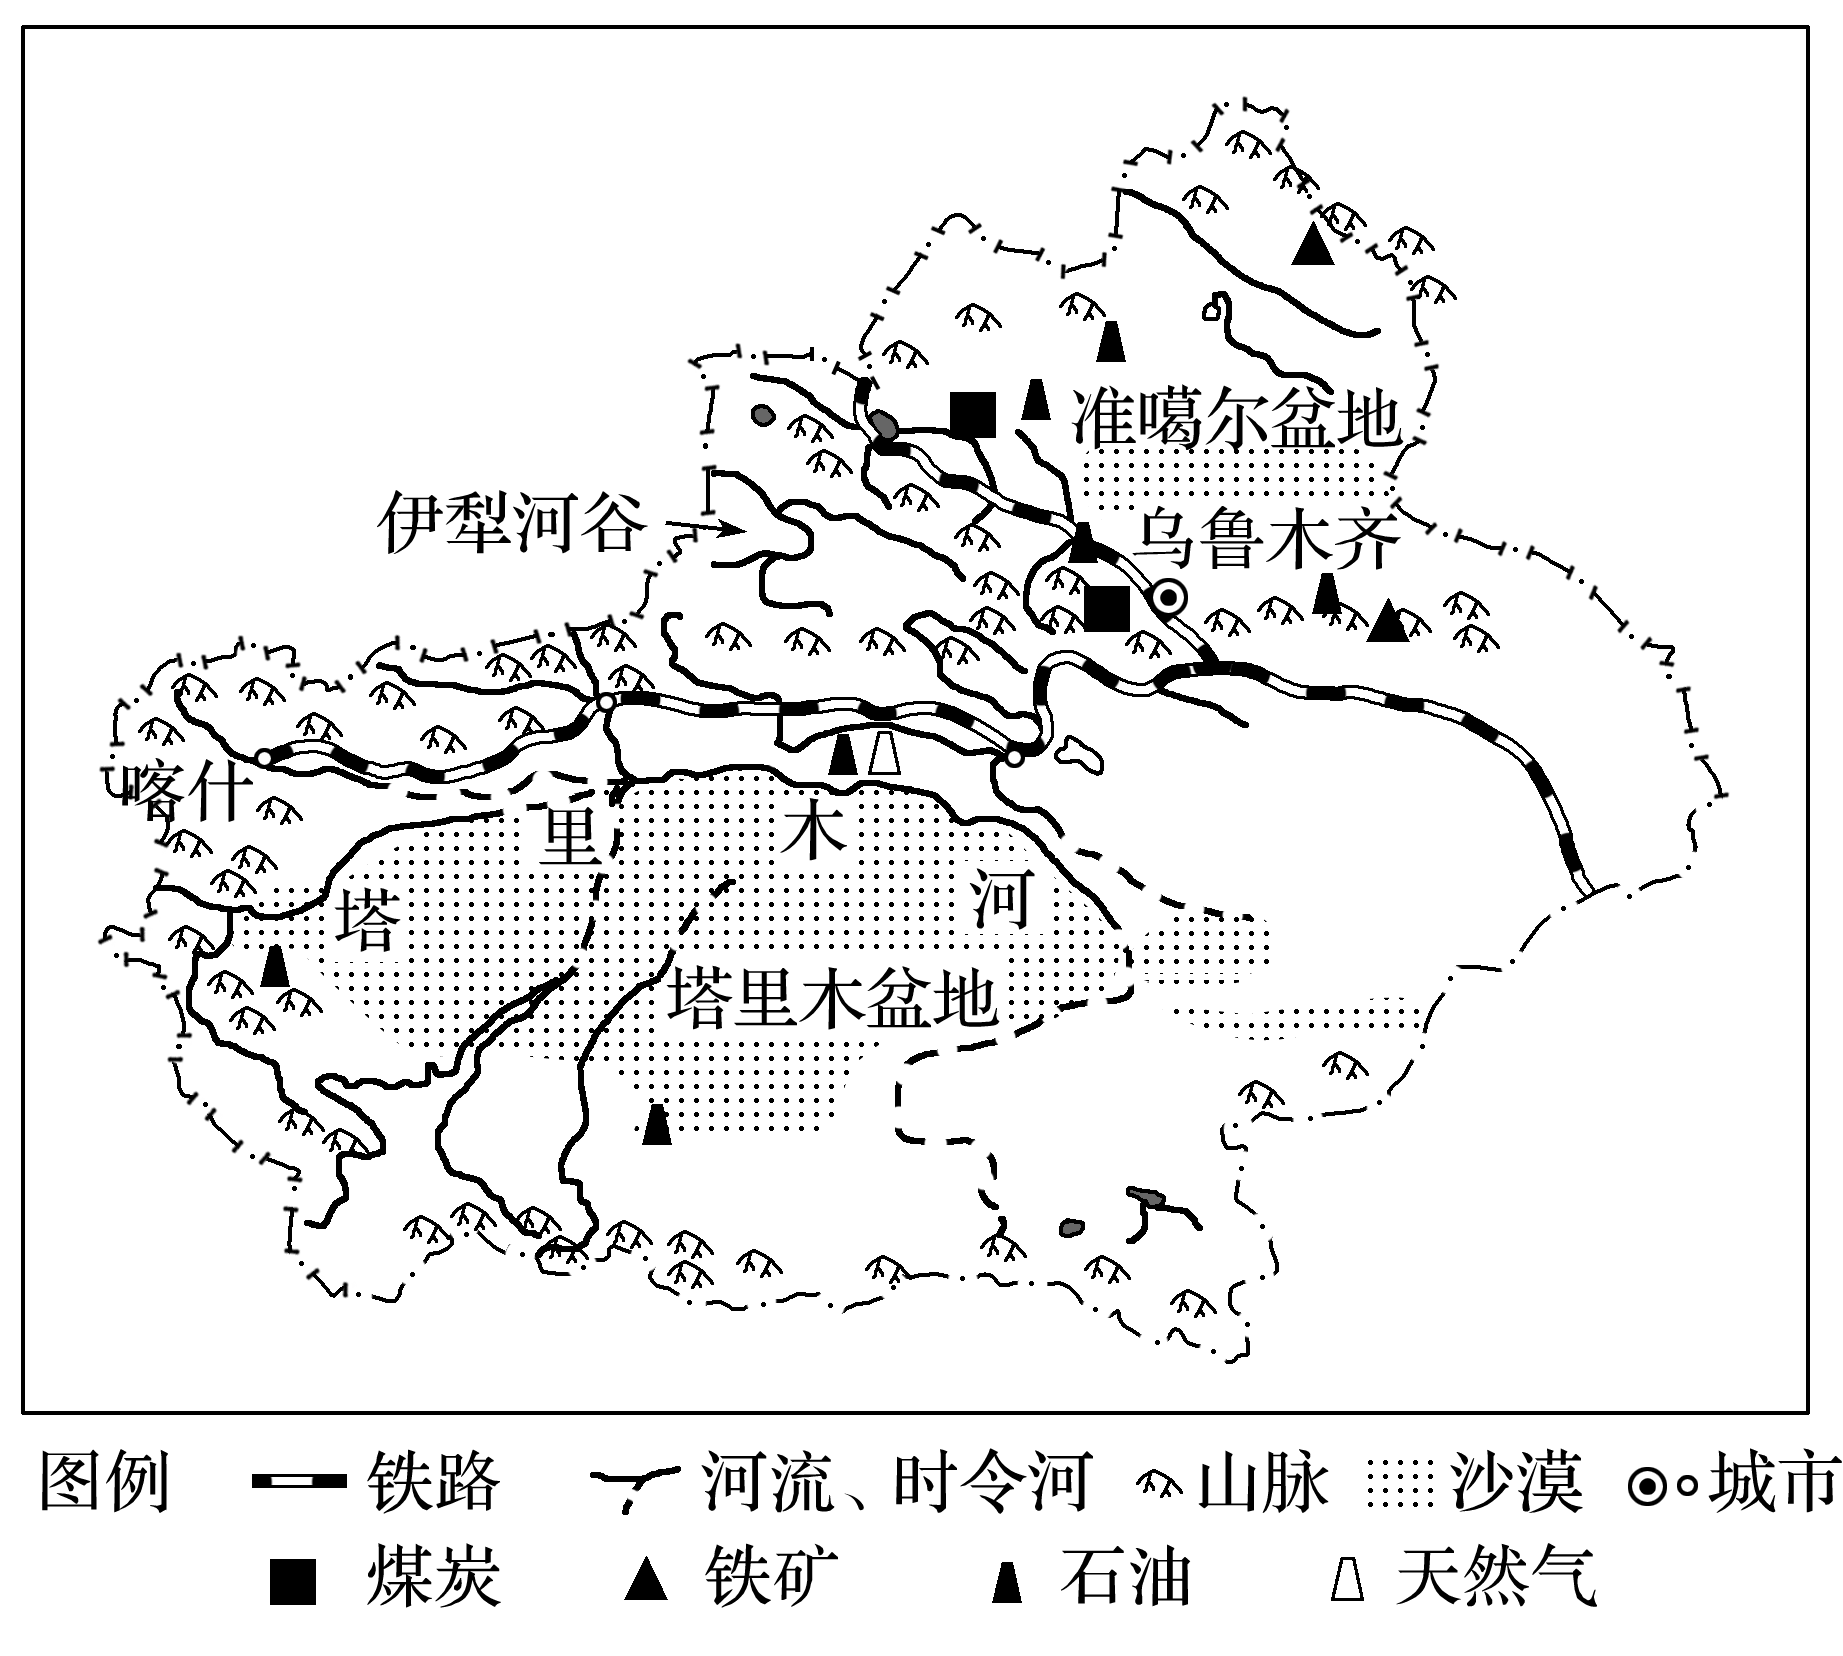 准噶尔盆地
伊犁河谷
乌鲁木齐
喀什
里
木
塔
河
塔里木盆地
图例 铁路 河流、时令河 山脉 沙漠 城市
煤炭 铁矿 石油 天然气